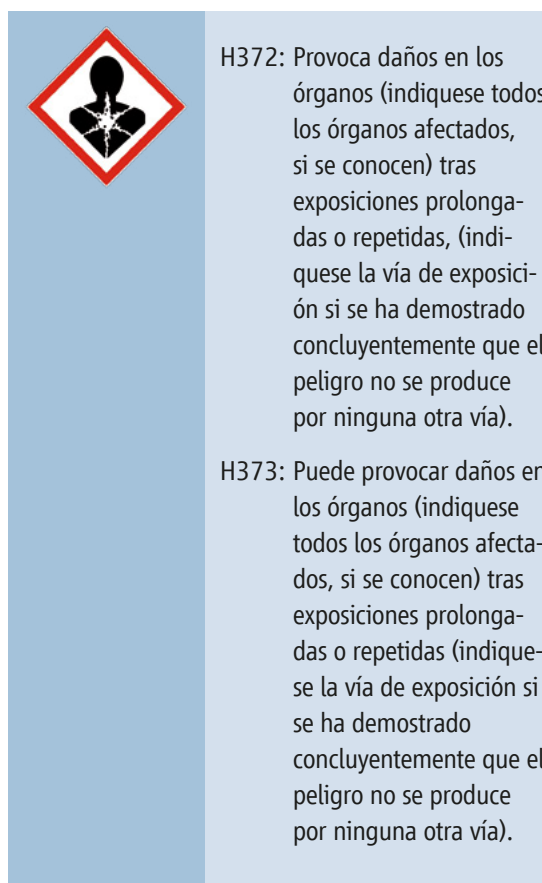 H372: Provoca daños en los
órganos (indiquese todos
los órganos afectados,
si se conocen) tras
exposiciones prolonga-
das o repetidas, (indi-
quese la vía de exposici-
ón si se ha demostrado
concluyentemente que el
peligro no se produce
por ninguna otra vía).
H373: Puede provocar daños en
los órganos (indiquese
todos los órganos afecta-
dos, si se conocen) tras
exposiciones prolonga-
das o repetidas (indique-
se la vía de exposición si
se ha demostrado
concluyentemente que el
peligro no se produce
por ninguna otra vía).